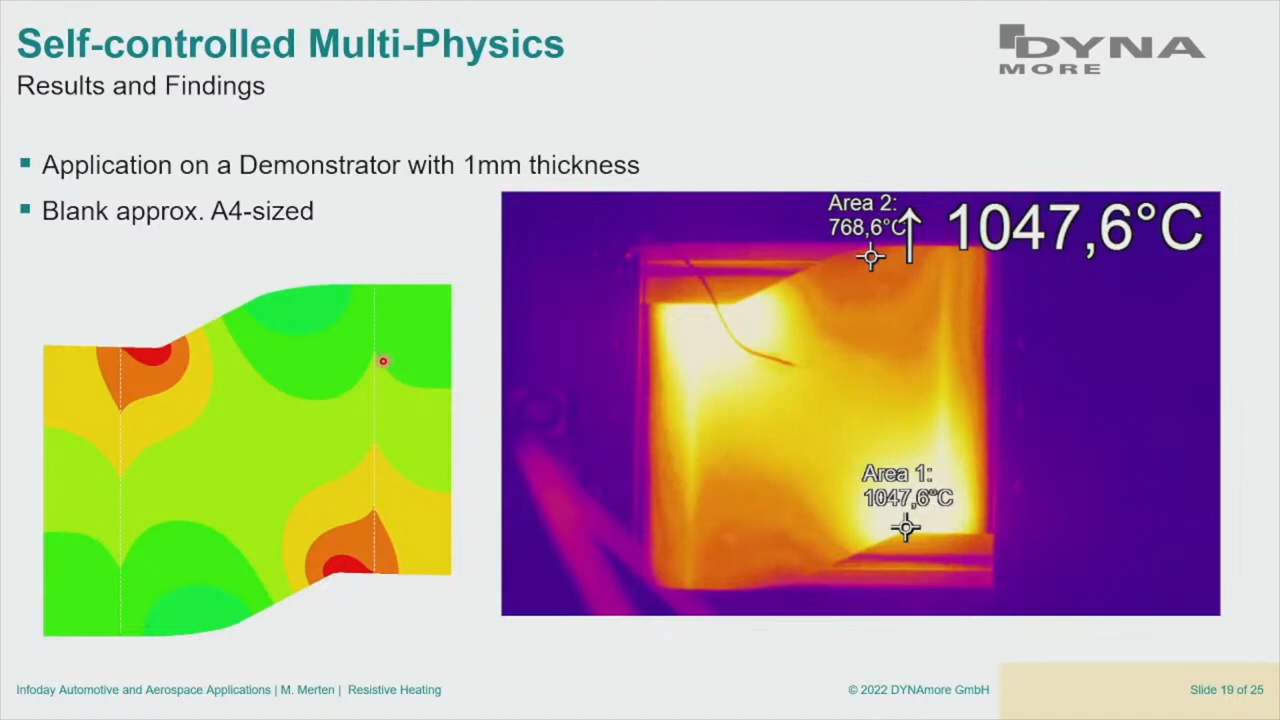 Self-controlled Multi-Physics
Results and Findings
DYNA
MORE
Application on a Demonstrator with 1mm thickness
Blank approx. A4-sized
Area 2:
768,6°C
1047,6°C
Area 1:
1047,6°C
Infoday Automotive and Aerospace Applications | M. Merten | Resistive Heating
© 2022 DYNAmore GmbH
Slide 19 of 25